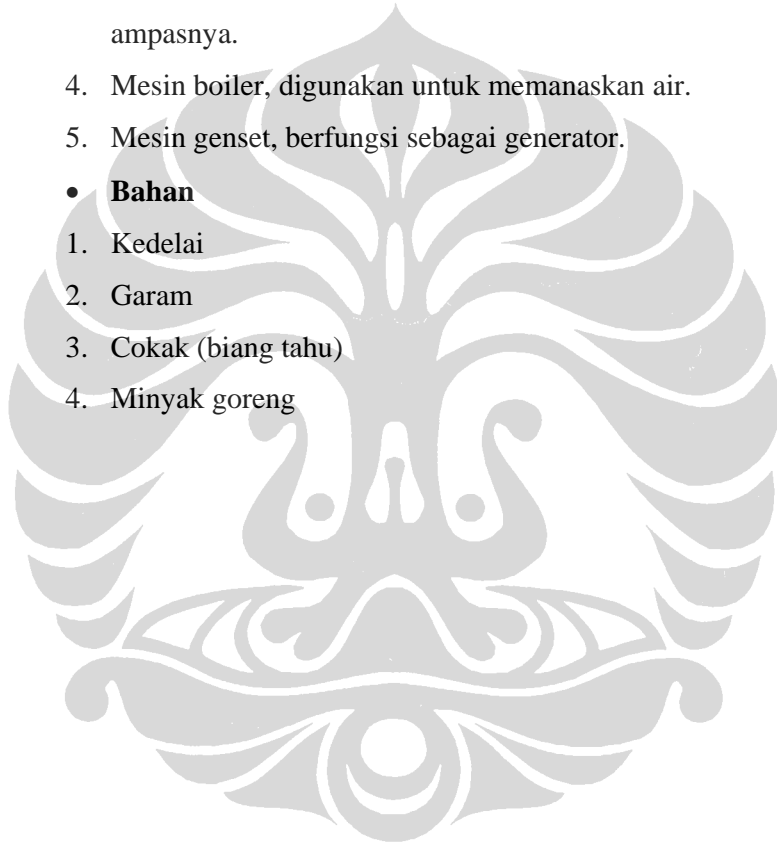 ampasnya.
4. Mesin boiler, digunakan untuk memanaskan air.
5. Mesin genset, berfungsi sebagai generator.
• Bahan
1. Kedelai
2. Garam
3. Cokak (biang tahu)
4. Minyak goreng